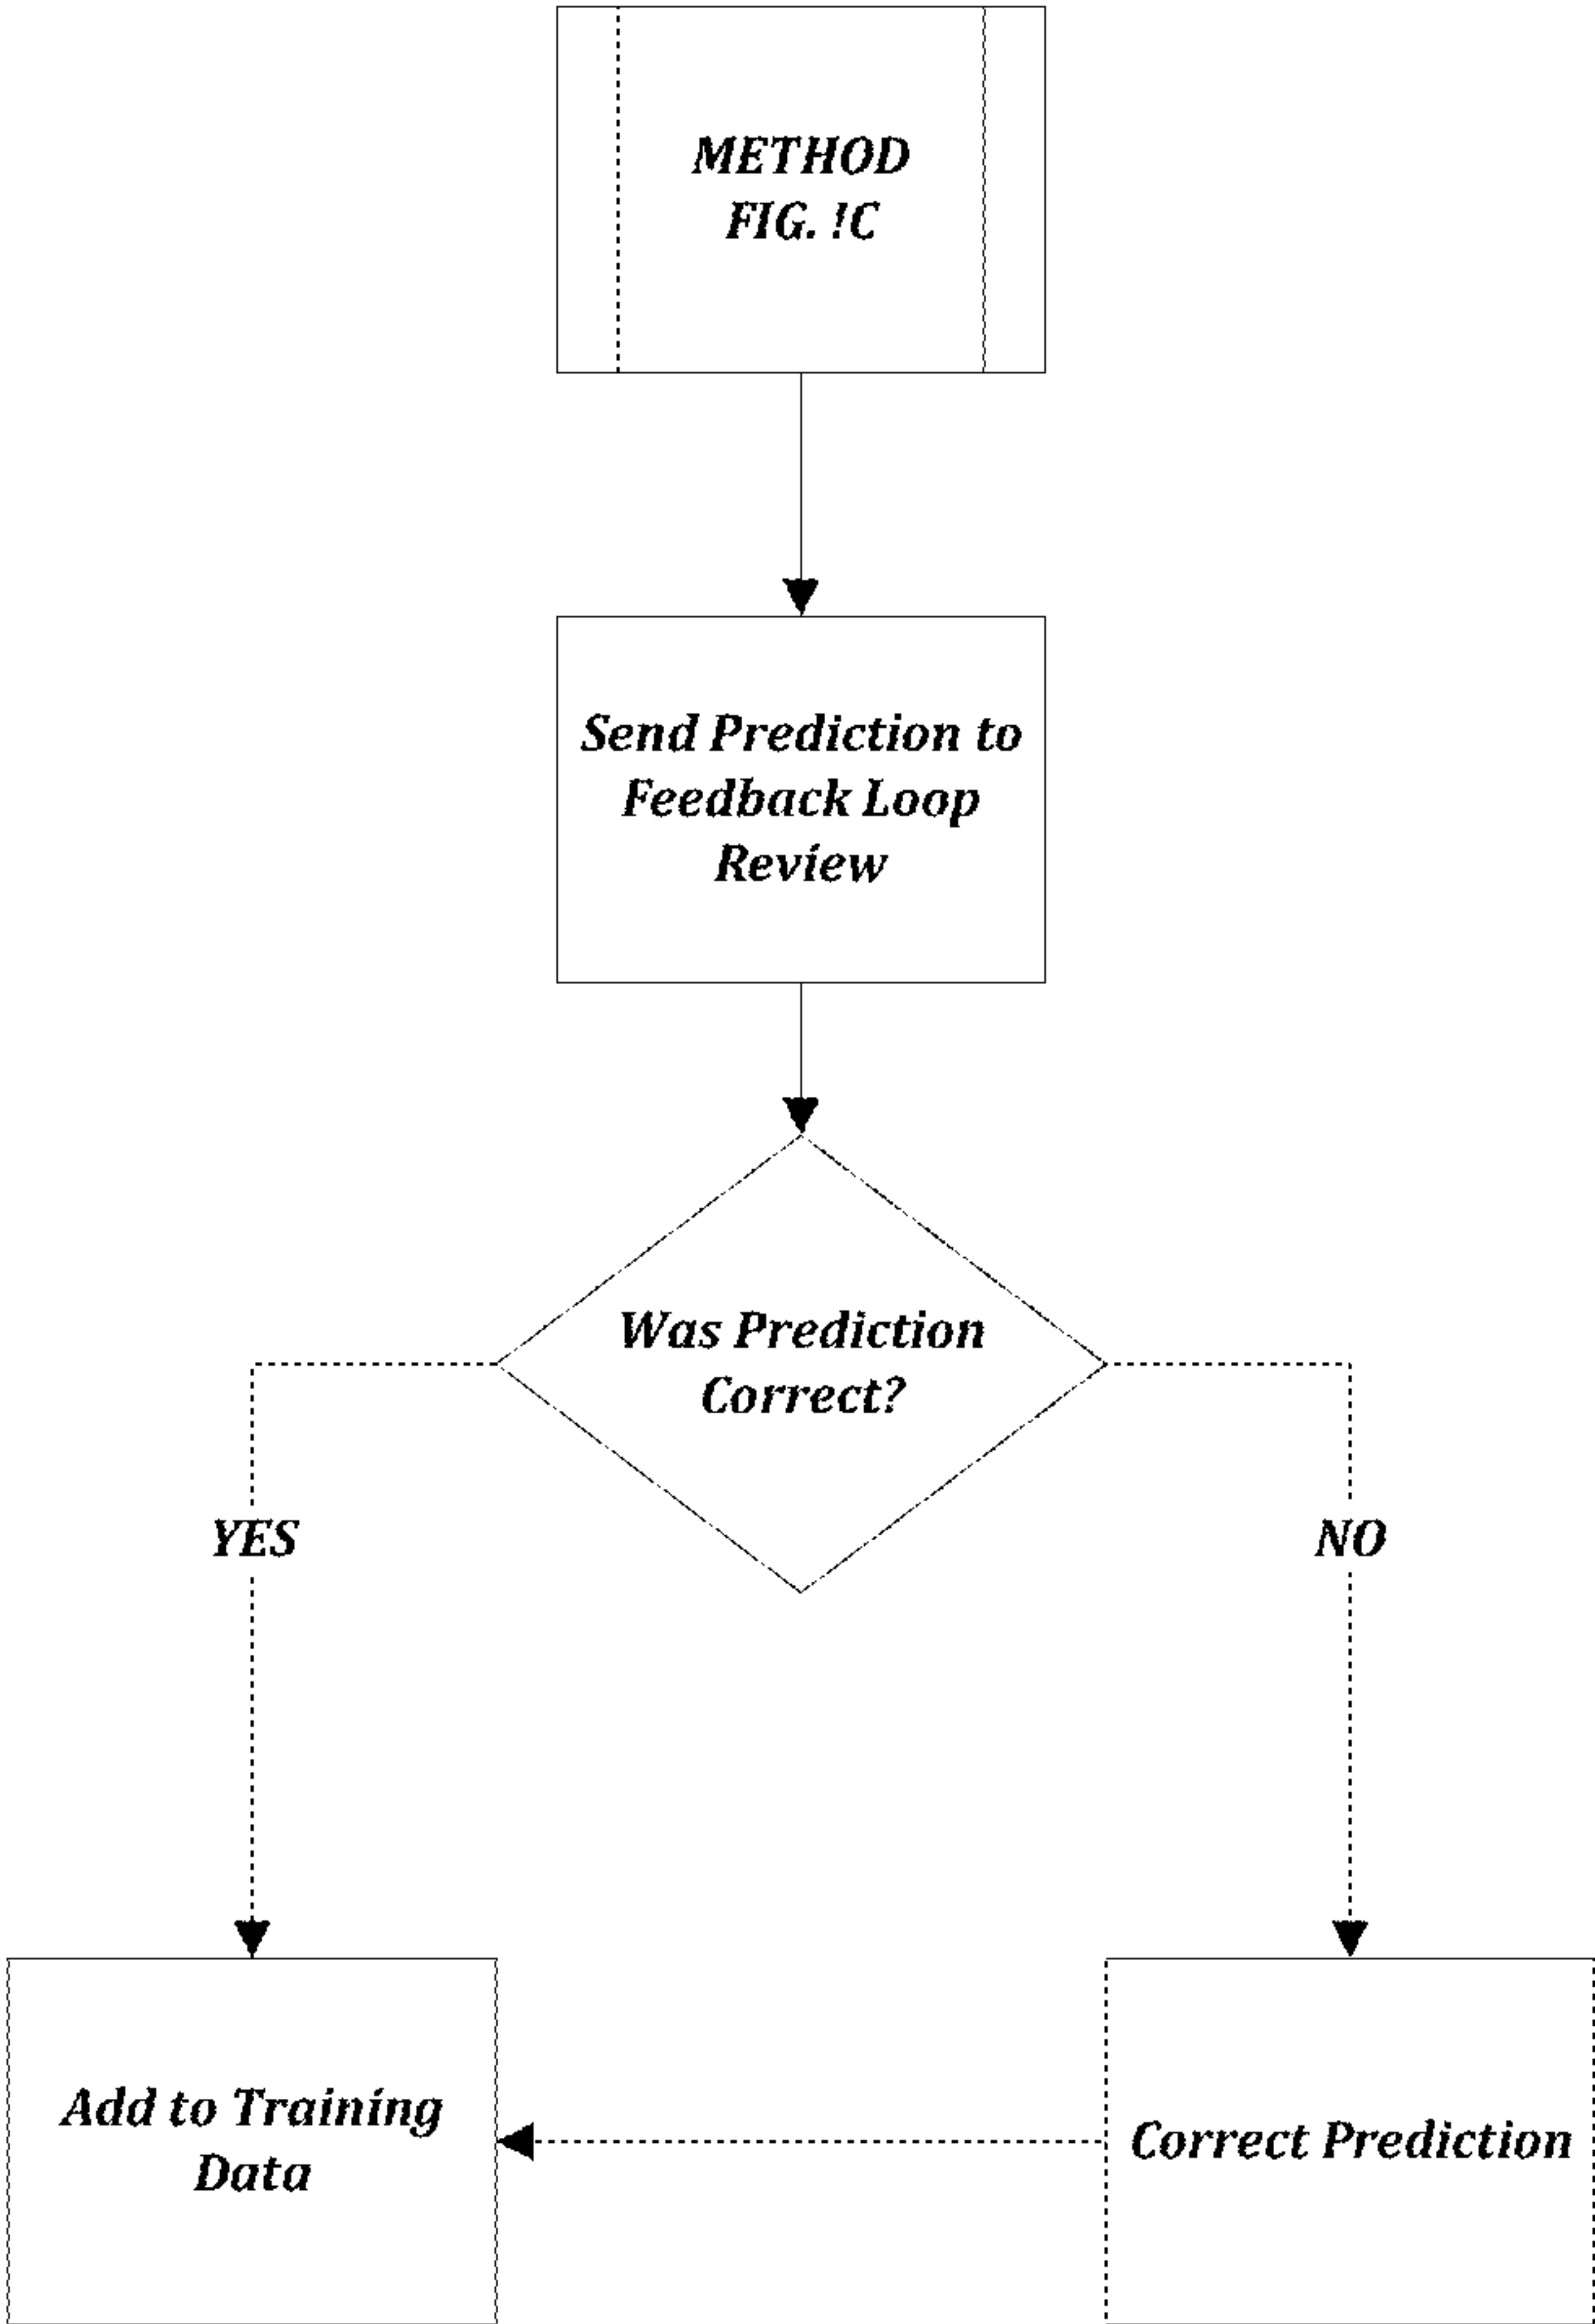 METHOD
FIG. !C
Send Prediction to
Feedback Loop
Review
Was Prediction
Correct?
YES
NO
Add to Training
Data
Correct Prediction